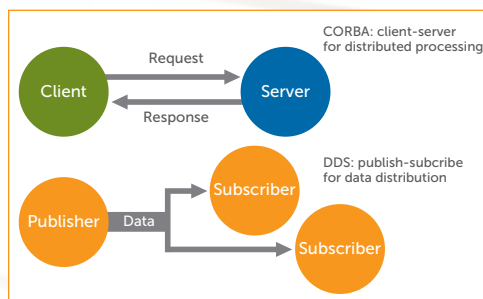 CORBA: client-server
for distributed processing
Request
Client
Server
Response
DDS: publish-subcribe
for data distribution
Subscriber
Publisher
Data
Subscriber